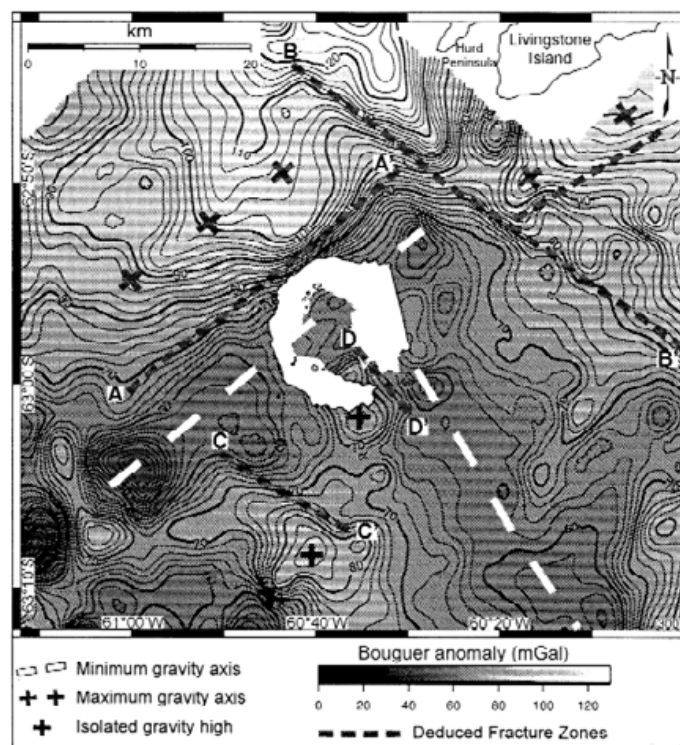 km
0 10 20
Livingstone
Island
Hurd
Peninsula
N
B
A'
62°50'S
110
D
A
63°00'S
B'
C
D'
C'
63°10'S
61°00'W 60°40'W 60°20'W
Minimum gravity axis
Maximum gravity axis
Isolated gravity high
Bouguer anomaly (mGal)
0 20 40 60 80 100 120
Deduced Fracture Zones